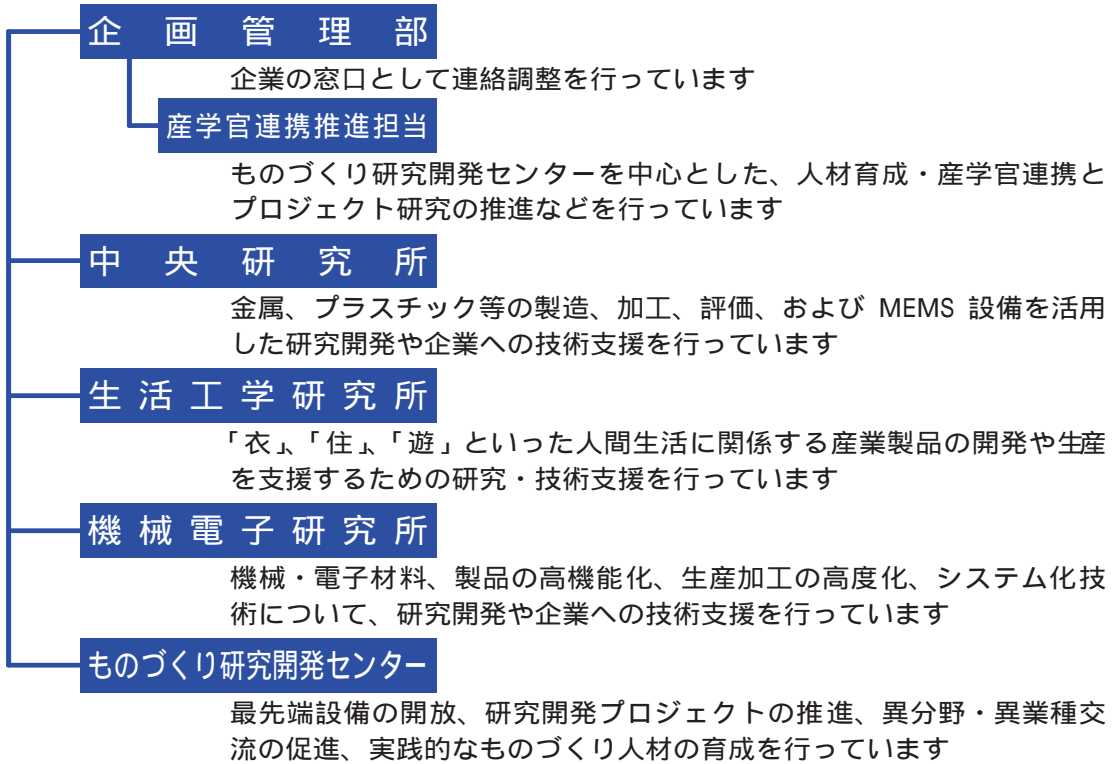 企画管理部
企業の窓口として連絡調整を行っています
産学官連携推進担当
ものづくり研究開発センターを中心とした、人材育成・産学官連携と
プロジェクト研究の推進などを行っています
中央研究所
金属、プラスチック等の製造、加工、評価、および MEMS 設備を活用
した研究開発や企業への技術支援を行っています
生活工学研究所
「衣」、「住」、「遊」といった人間生活に関係する産業製品の開発や生産
を支援するための研究・技術支援を行っています
機械電子研究所
機械・電子材料、製品の高機能化、生産加工の高度化、システム化技
術について、研究開発や企業への技術支援を行っています
ものづくり研究開発センター
最先端設備の開放、研究開発プロジェクトの推進、異分野・異業種交
流の促進、実践的なものづくり人材の育成を行っています